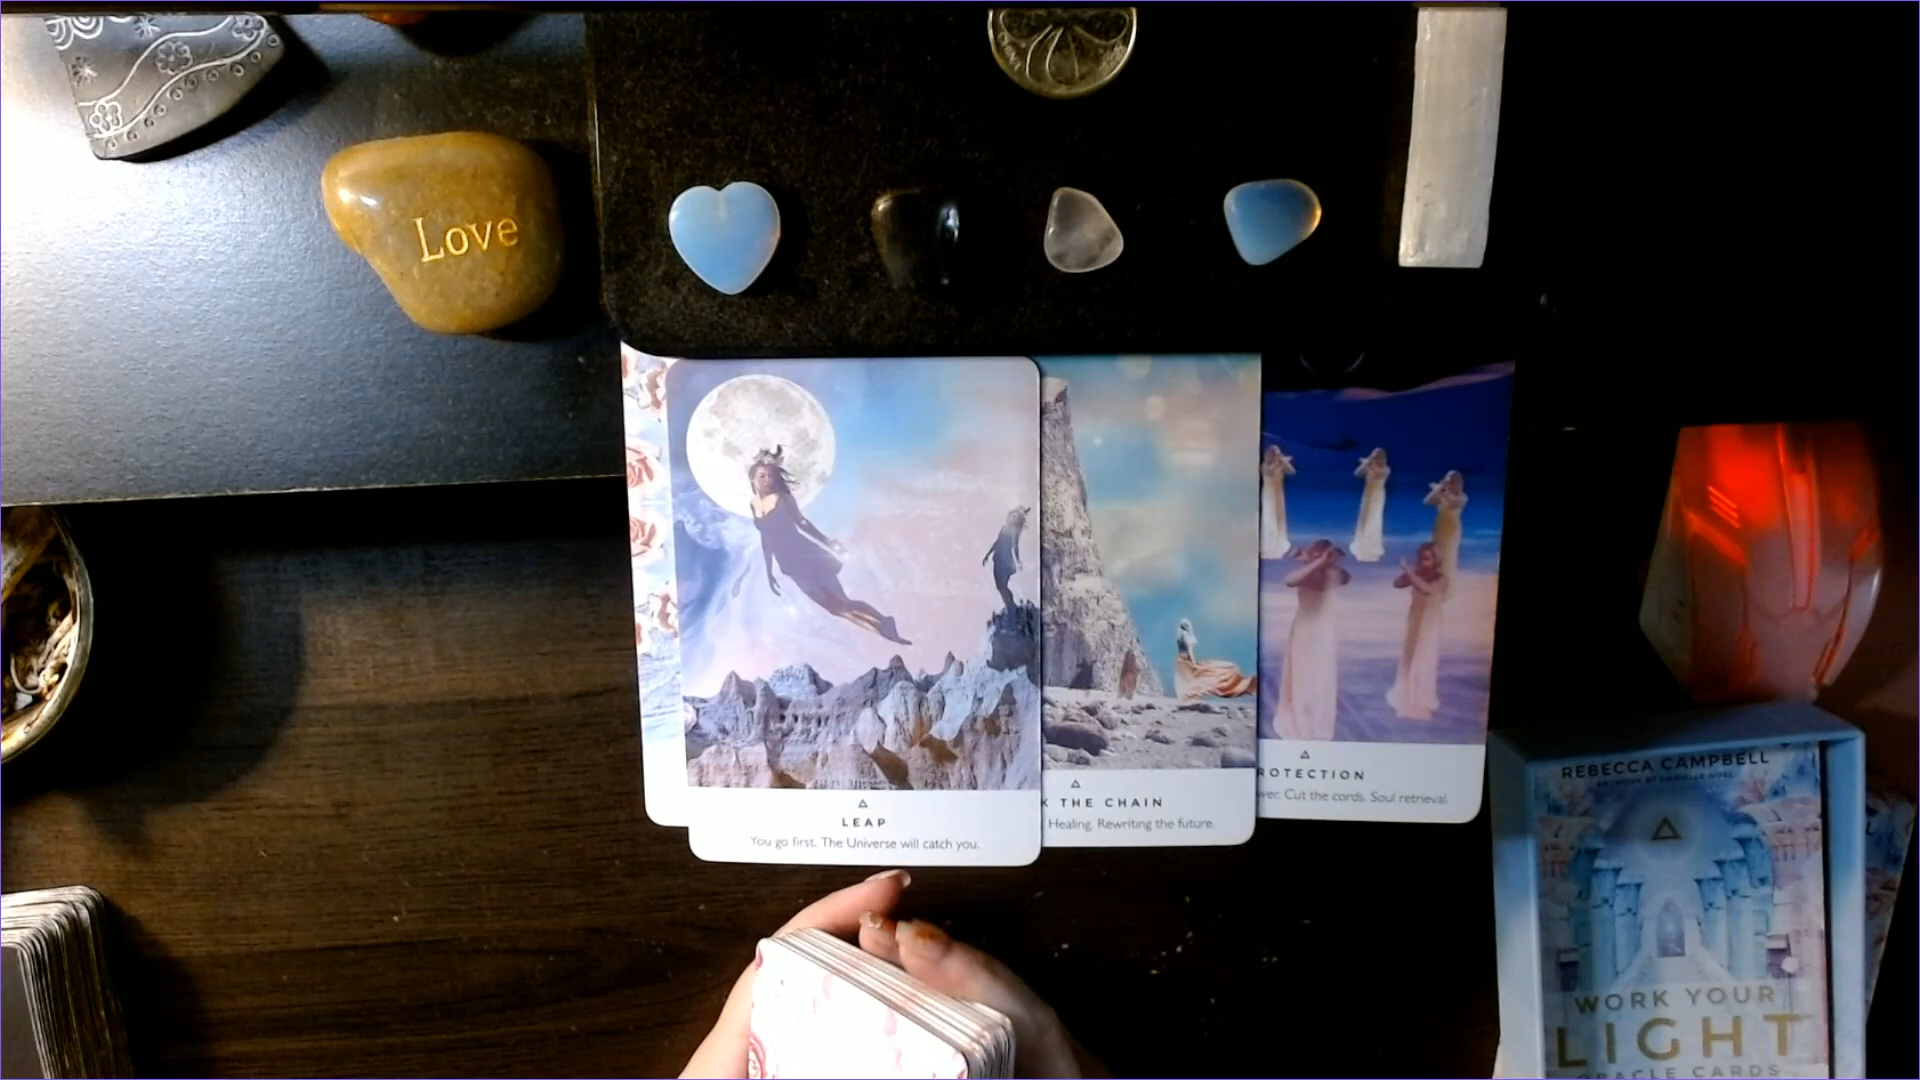 Love
LEAP
You go first. The Universe will catch you.
K THE CHAIN
Healing. Rewriting the future.
ROTECTION
wer. Cut the cords. Soul retrieval.
REBECCA CAMPBELL
WORK YOUR
LIGHT
ORACLE CARDS